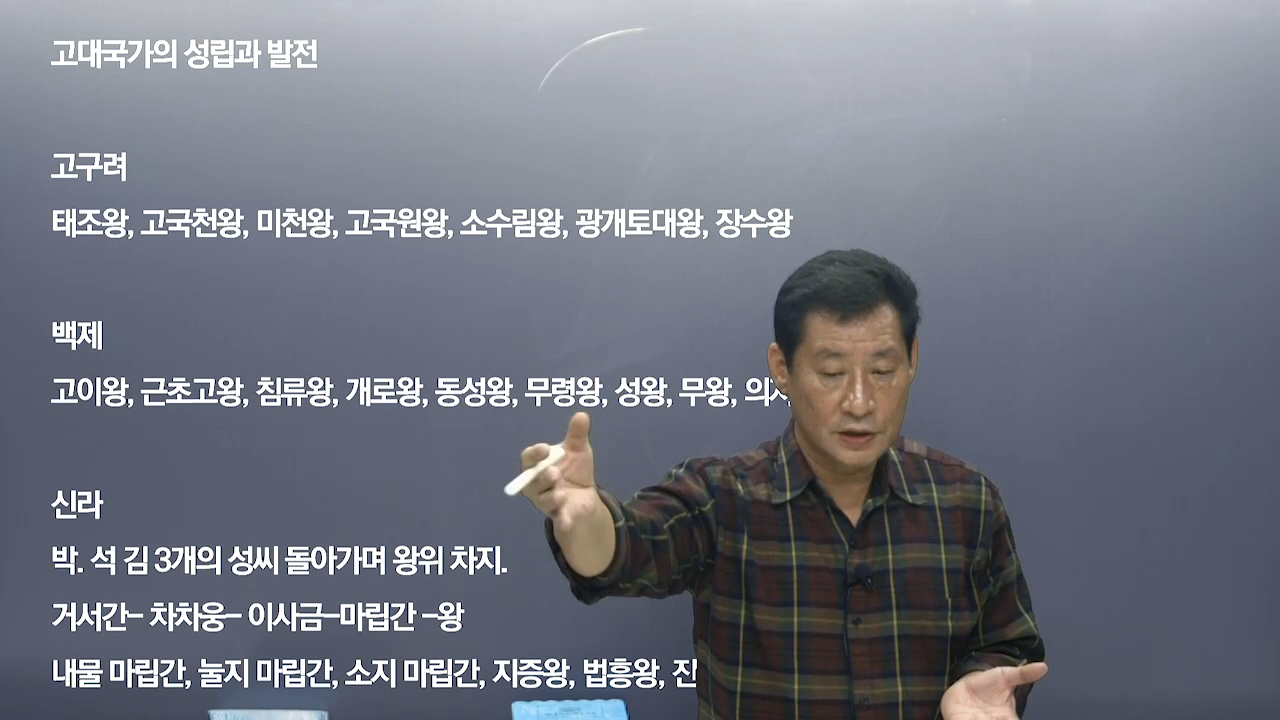 고대국가의 성립과 발전
고구려
태조왕, 고국천왕, 미천왕, 고국원왕, 소수림왕, 광개토대왕, 장수왕
백제
고이왕, 근초고왕, 침류왕, 개로왕, 동성왕, 무령왕, 성왕, 무왕,
신라
박. 석 김 3개의 성씨 돌아가며 왕위 차지.
거서간- 차차웅- 이사금-마립간 -왕
내물 마립간, 눌지 마립간, 소지 마립간, 지증왕, 법흥왕,